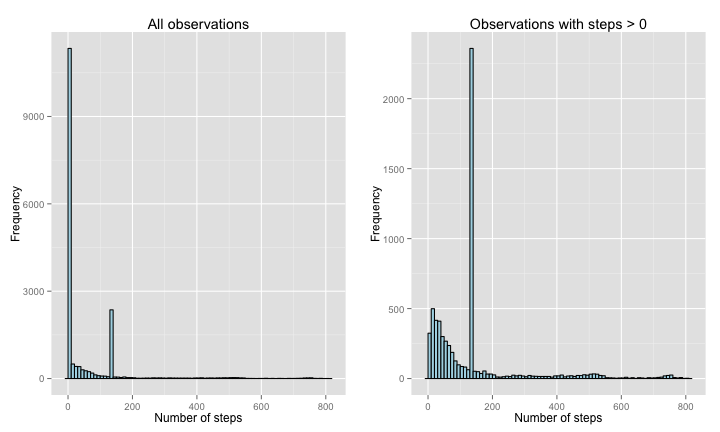 All observations
Frequency
9000
6000
3000
0
0 200 400 600 800
Number of steps
Observations with steps > 0
Frequency
2000
1500
1000
500
0
0 200 400 600 800
Number of steps